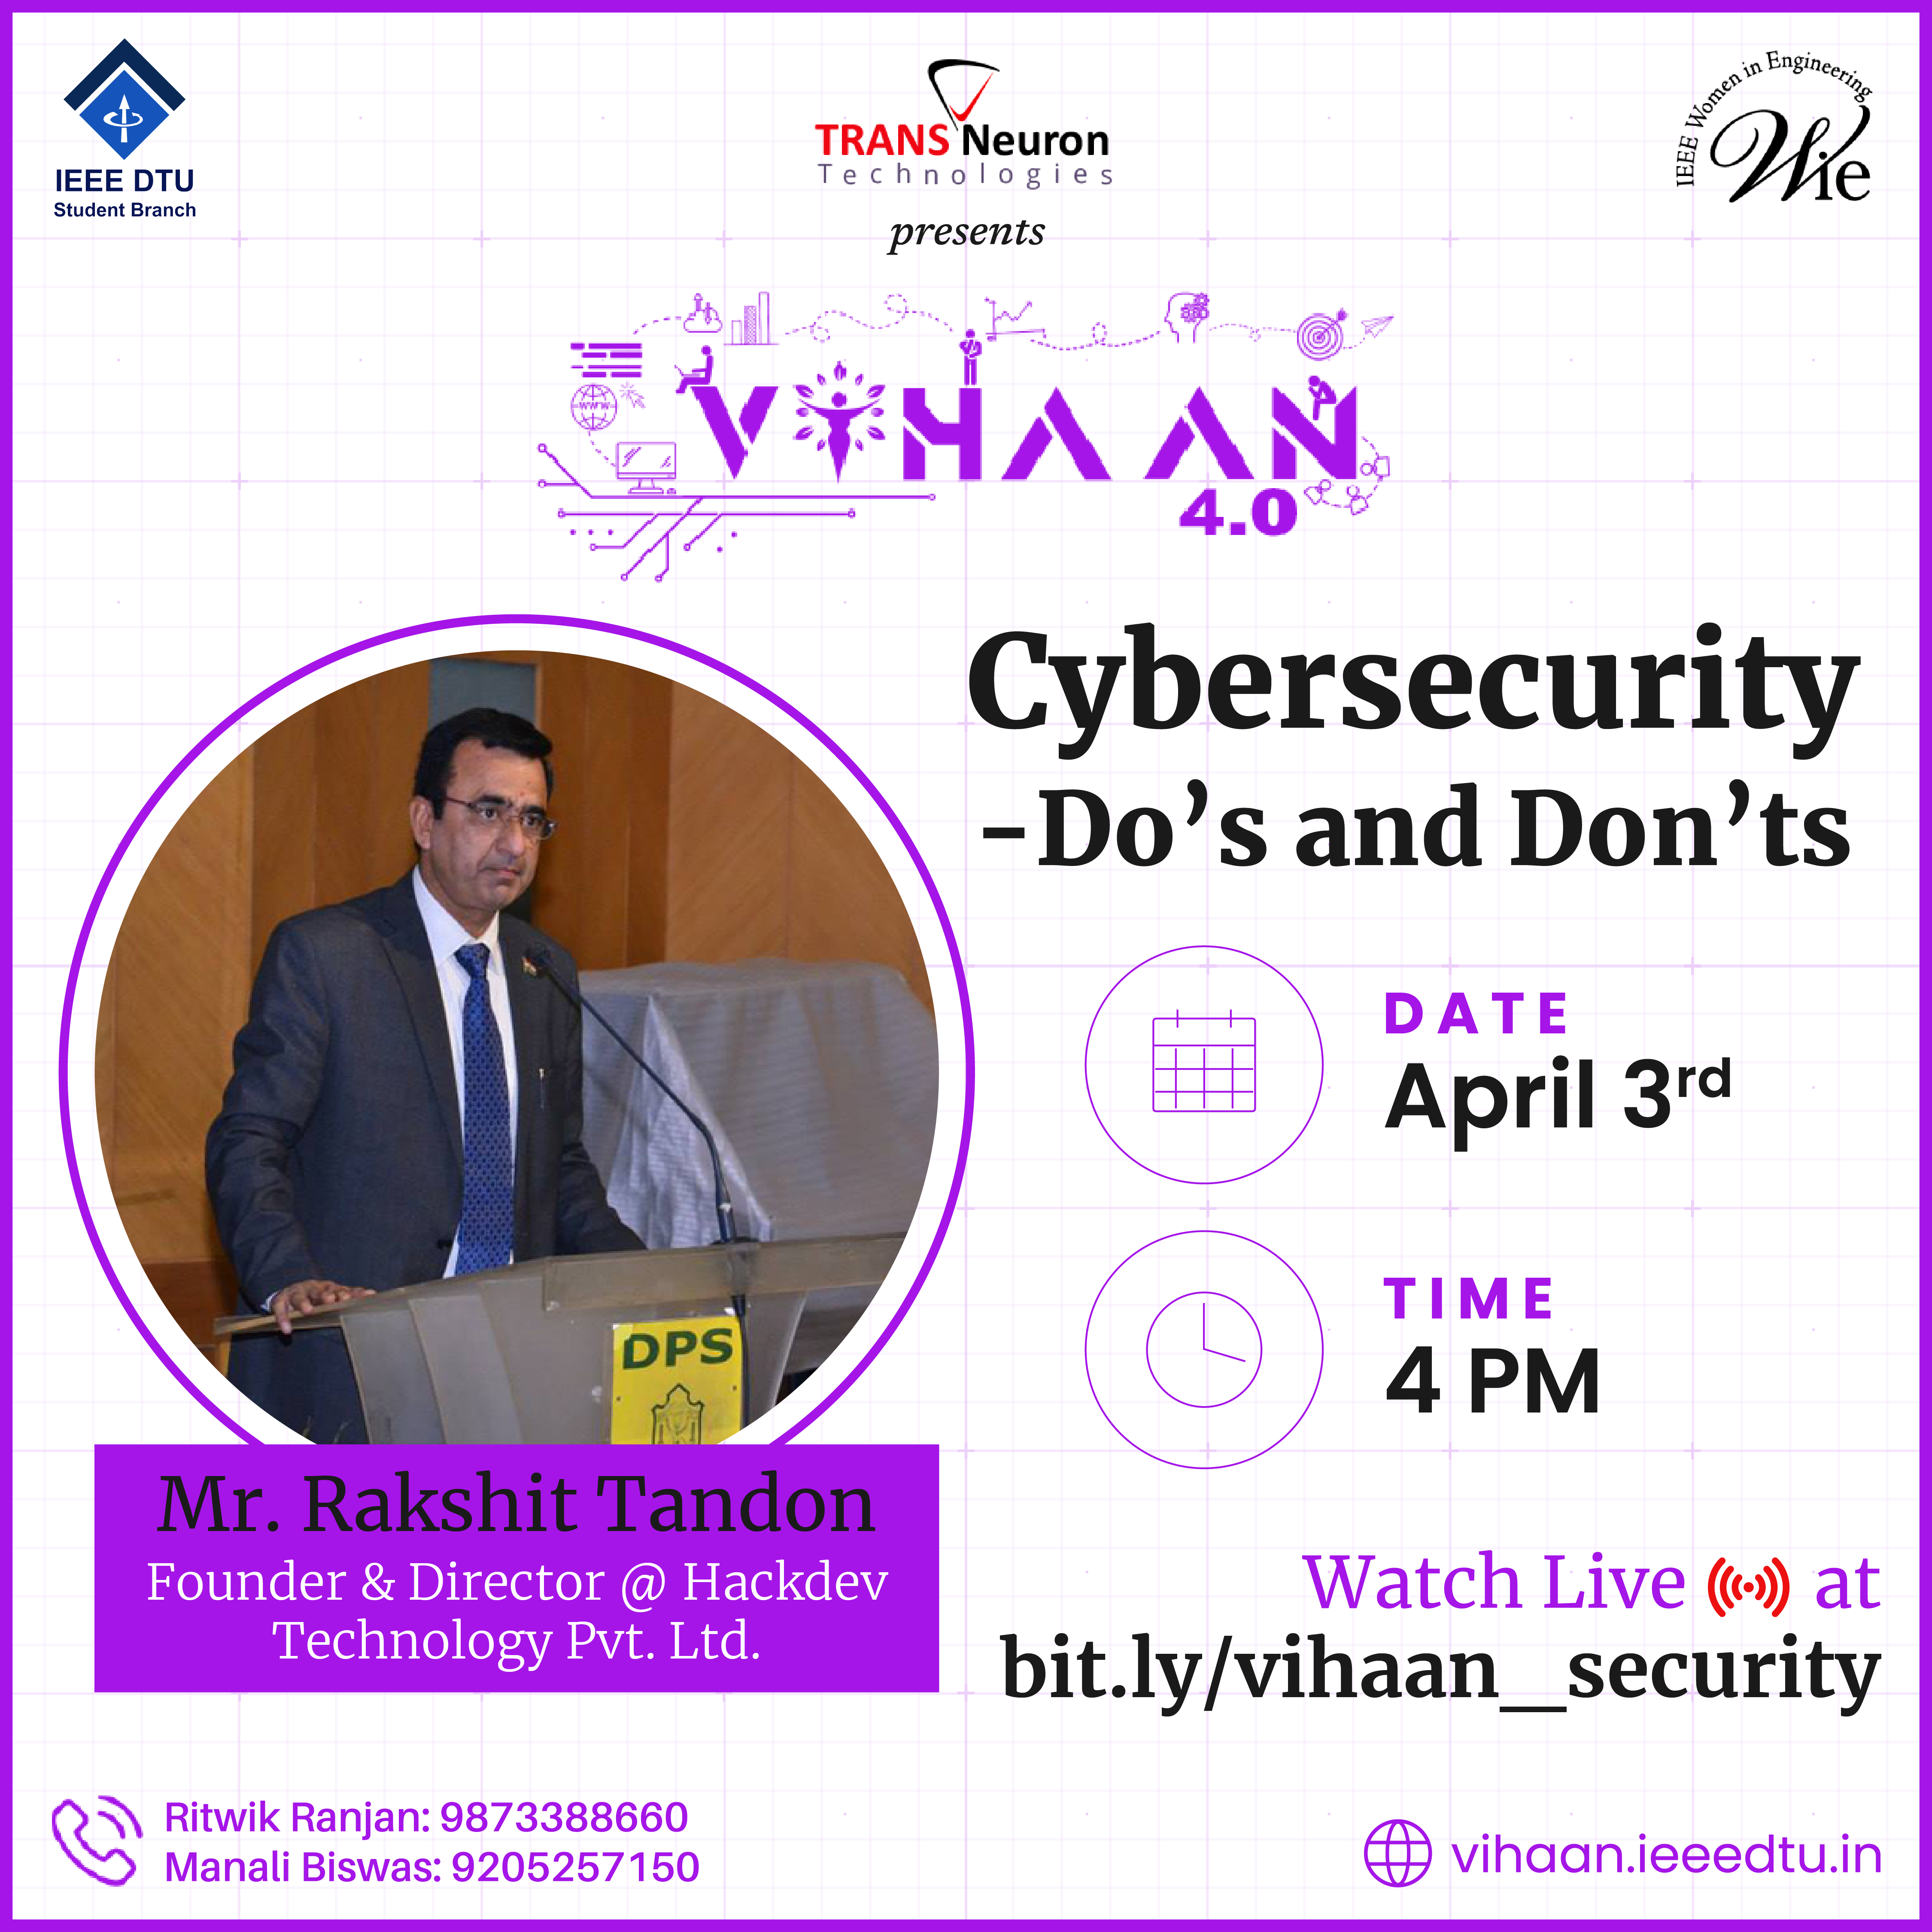 IEEE DTU
Student Branch
TRANS Neuron
Technologies
presents
IEEE Women in Engineering
Wie
WWW
VIHAAN
4.0
Cybersecurity
-Do’s and Don’ts
DATE
April 3rd
TIME
4 PM
DPS
Mr. Rakshit Tandon
Founder & Director @ Hackdev
Technology Pvt. Ltd.
Watch Live at
bit.ly/vihaan_security
Ritwik Ranjan: 9873388660
Manali Biswas: 9205257150
vihaan.ieeedtu.in